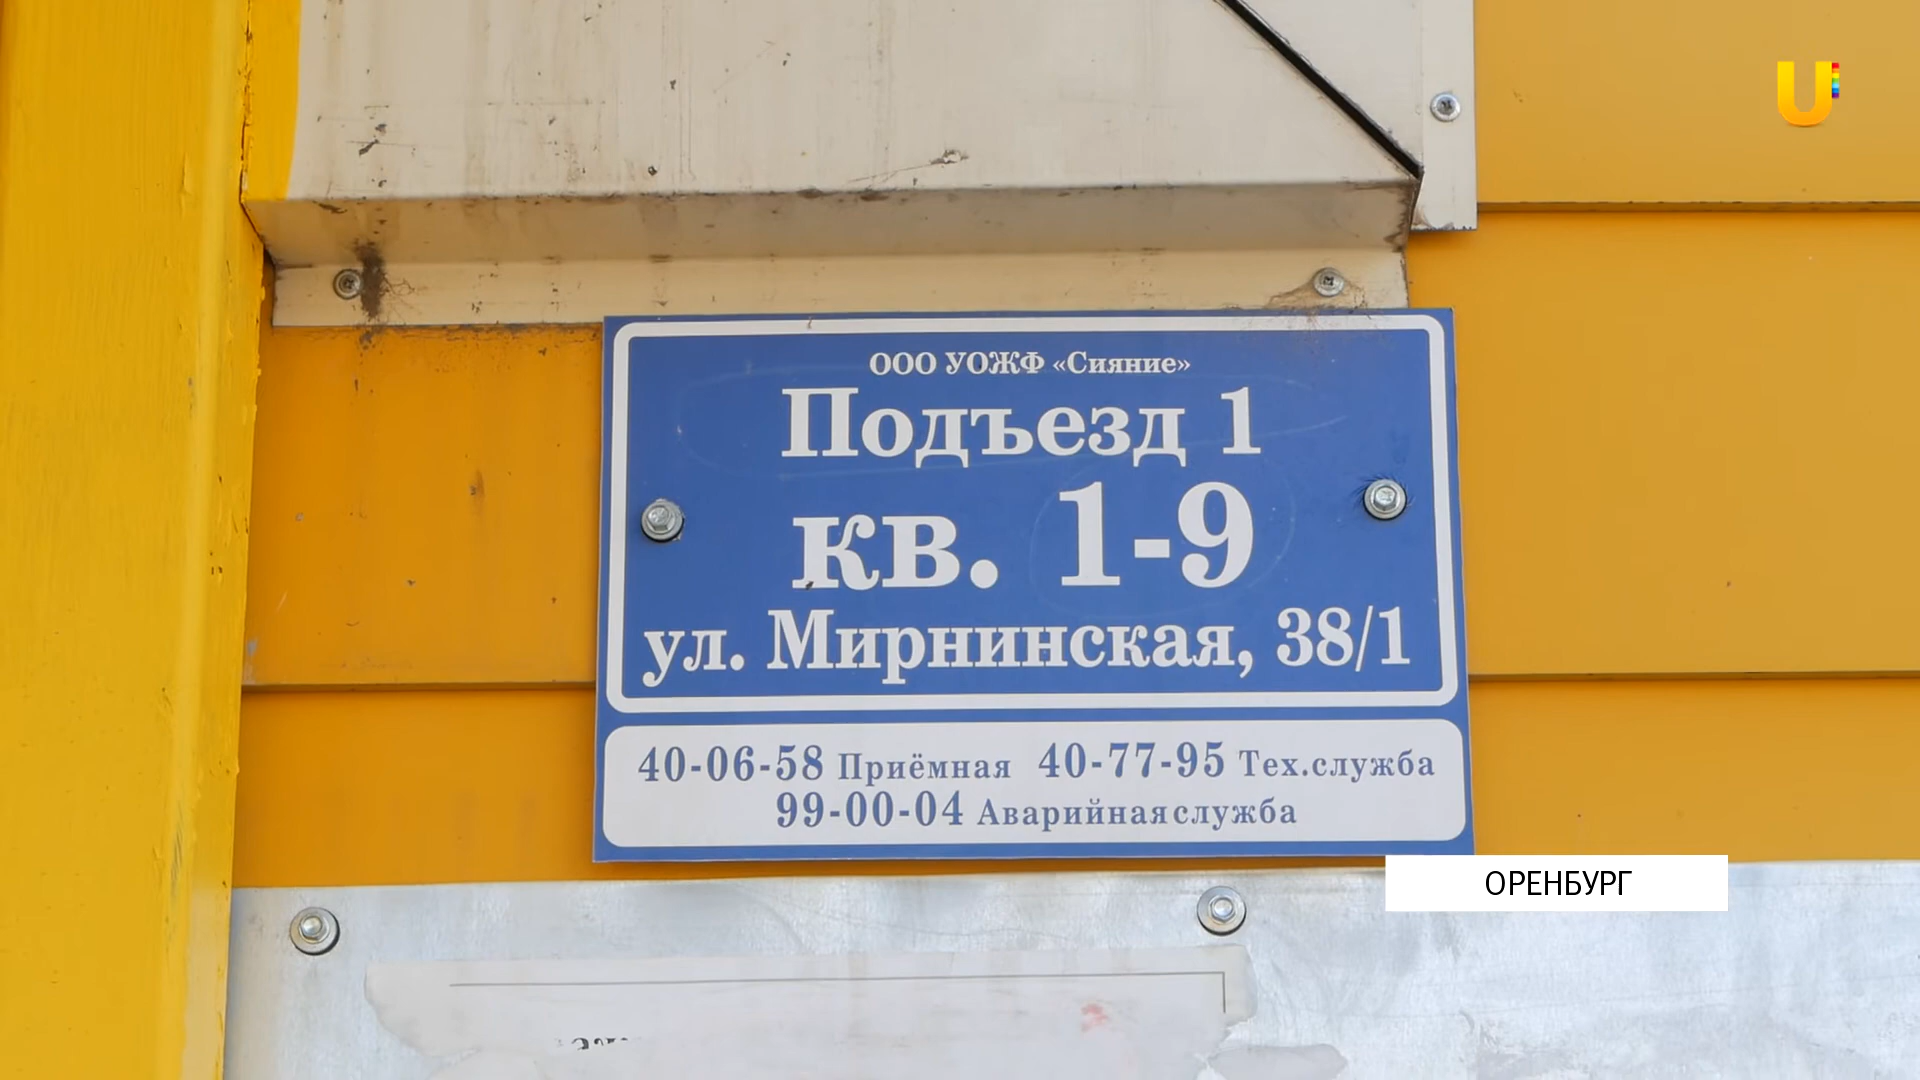 U
ООО УОЖФ «Сияние»
Подъезд 1
кв. 1-9
ул. Мирнинская, 38/1
40-06-58 Приёмная 40-77-95 Тех.служба
99-00-04 Аварийная служба
ОРЕНБУРГ